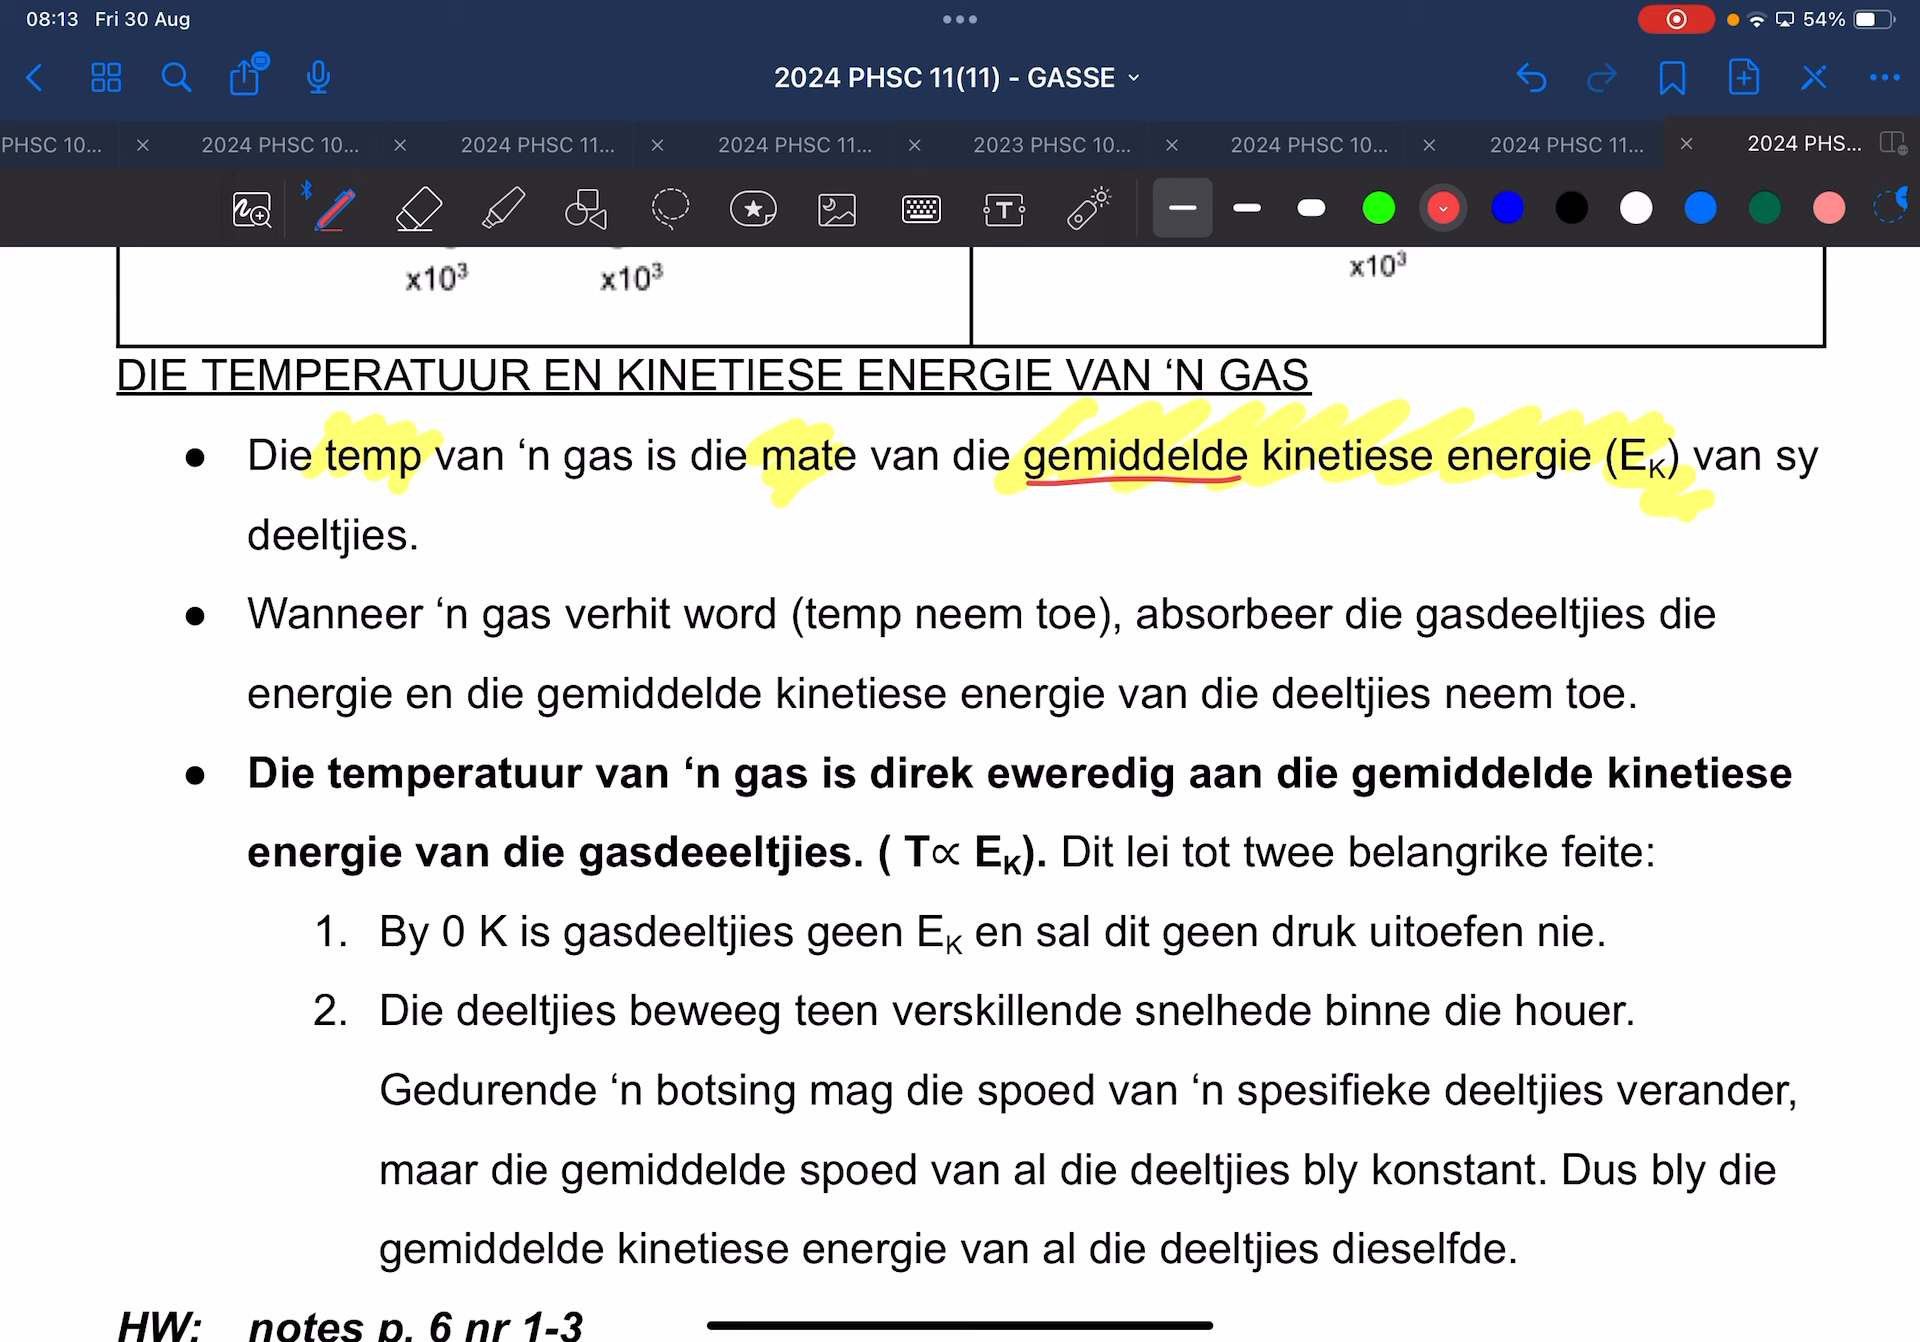 08:13 Fri 30 Aug
54%
2024 PHSC 11(11) - GASSE
PHSC 10... 2024 PHSC 10... 2024 PHSC 11... 2024 PHSC 11... 2023 PHSC 10... 2024 PHSC 10... 2024 PHSC 11... 2024 PHS...
x10³ x10³ x10³
DIE TEMPERATUUR EN KINETIESE ENERGIE VAN ‘N GAS
● Die temp van ‘n gas is die mate van die gemiddelde kinetiese energie (Eₖ) van sy
deeltjies.
● Wanneer ‘n gas verhit word (temp neem toe), absorbeer die gasdeeltjies die
energie en die gemiddelde kinetiese energie van die deeltjies neem toe.
● Die temperatuur van ‘n gas is direk eweredig aan die gemiddelde kinetiese
energie van die gasdeeeltjies. ( T∝ Eₖ). Dit lei tot twee belangrike feite:
1. By 0 K is gasdeeltjies geen Eₖ en sal dit geen druk uitoefen nie.
2. Die deeltjies beweeg teen verskillende snelhede binne die houer.
Gedurende ‘n botsing mag die spoed van ‘n spesifieke deeltjies verander,
maar die gemiddelde spoed van al die deeltjies bly konstant. Dus bly die
gemiddelde kinetiese energie van al die deeltjies dieselfde.
HW: notes p. 6 nr 1-3